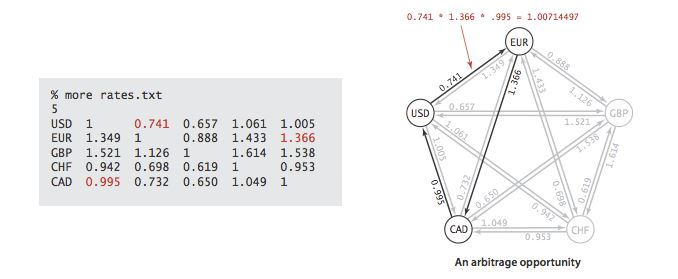 % more rates.txt
5
USD 1 0.741 0.657 1.061 1.005
EUR 1.349 1 0.888 1.433 1.366
GBP 1.521 1.126 1 1.614 1.538
CHF 0.942 0.698 0.619 1 0.953
CAD 0.995 0.732 0.650 1.049 1
0.741 * 1.366 * .995 = 1.00714497
EUR
0.741
1.349
1.366
1.433
0.888
1.126
USD
0.657
1.521
GBP
1.061
1.005
0.995
0.732
0.650
1.538
0.942
0.698
0.619
1.614
CAD
1.049
0.953
CHF
An arbitrage opportunity